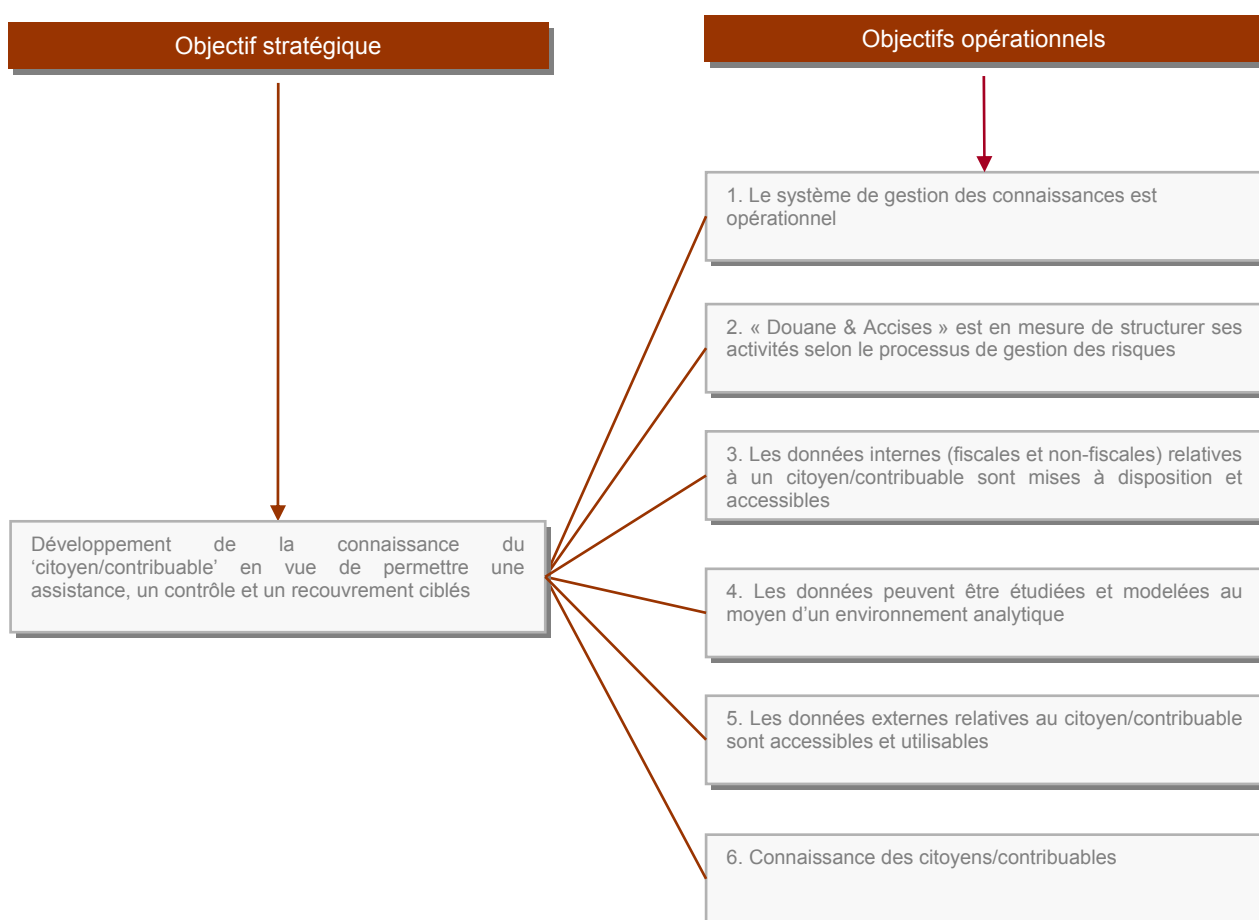 Objectif stratégique
Objectifs opérationnels
1. Le système de gestion des connaissances est
opérationnel
2. « Douane & Accises » est en mesure de structurer ses
activités selon le processus de gestion des risques
3. Les données internes (fiscales et non-fiscales) relatives
à un citoyen/contribuable sont mises à disposition et
accessibles
Développement de la connaissance du
‘citoyen/contribuable’ en vue de permettre une
assistance, un contrôle et un recouvrement ciblés
4. Les données peuvent être étudiées et modelées au
moyen d’un environnement analytique
5. Les données externes relatives au citoyen/contribuable
sont accessibles et utilisables
6. Connaissance des citoyens/contribuables